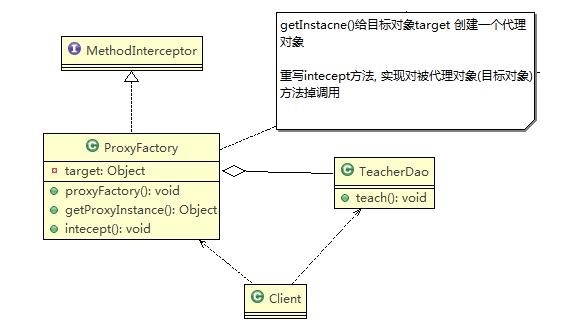 getInstacne()给目标对象target 创建一个代理
对象
重写intecept方法, 实现对被代理对象(目标对象)
方法掉调用
MethodInterceptor
ProxyFactory
target: Object
proxyFactory(): void
getProxyInstance(): Object
intecept(): void
TeacherDao
teach(): void
Client